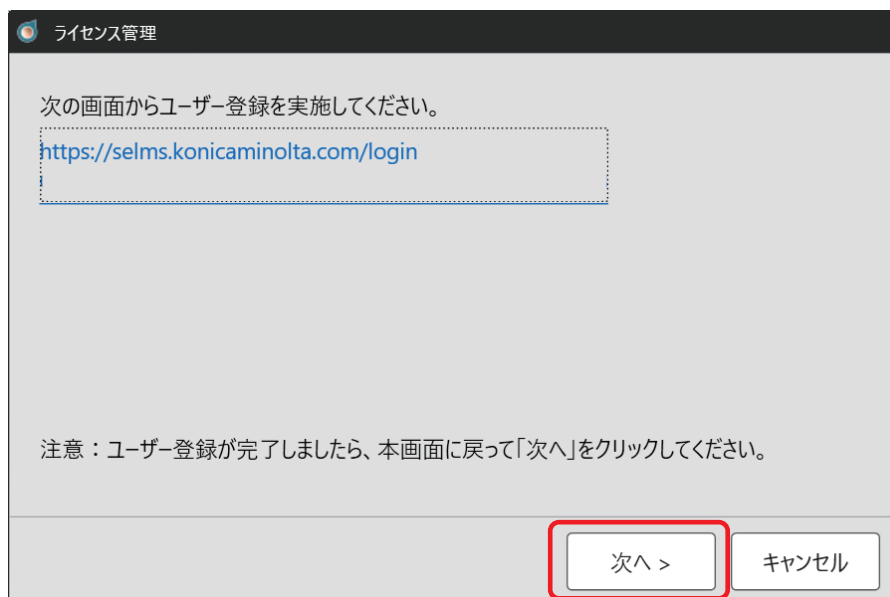 ライセンス管理
次の画面からユーザー登録を実施してください。
https://selms.konicaminolta.com/login
注意：ユーザー登録が完了しましたら、本画面に戻って「次へ」をクリックしてください。
次へ >
キャンセル